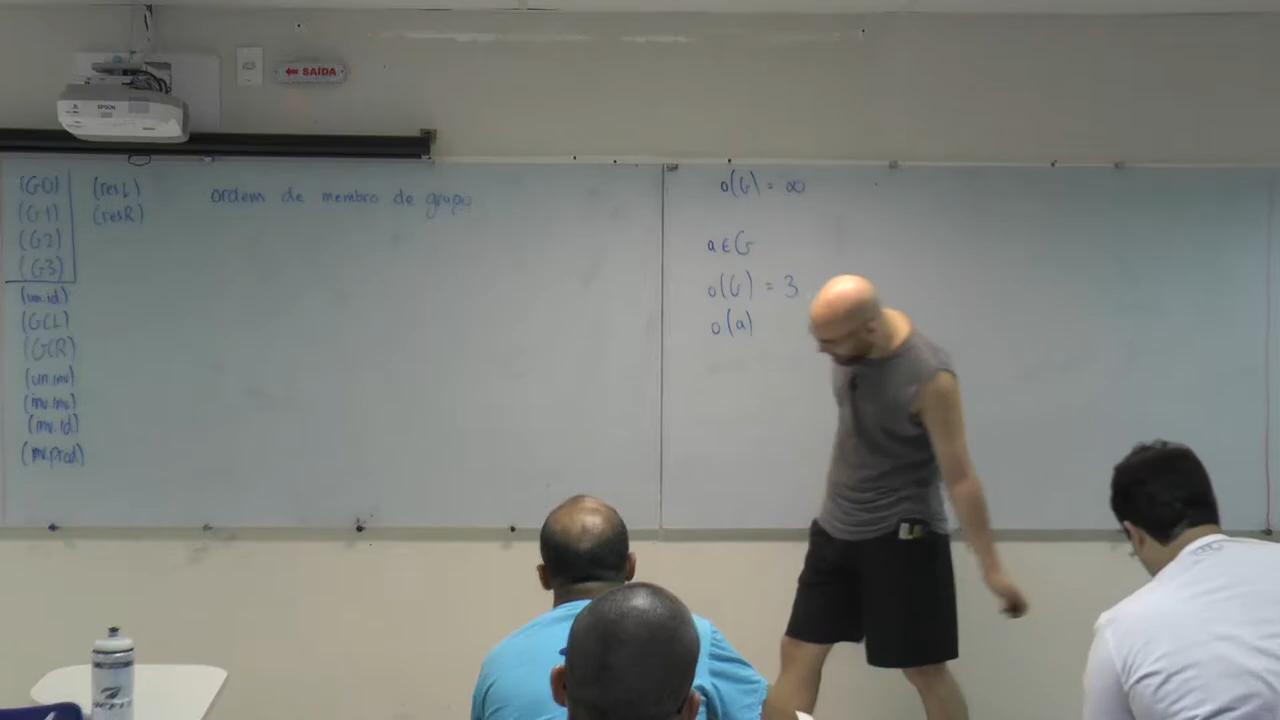 EPSON
← SAÍDA
(G0) (resL)
(G1) (resR)
(G2)
(G3)
(un.id)
(GCL)
(GCR)
(un.inv)
(inv.inv)
(inv.id)
(inv.prod)
ordem de membro de grupo
o(G) = ∞
a ∈ G
o(G) = 3
o(a)